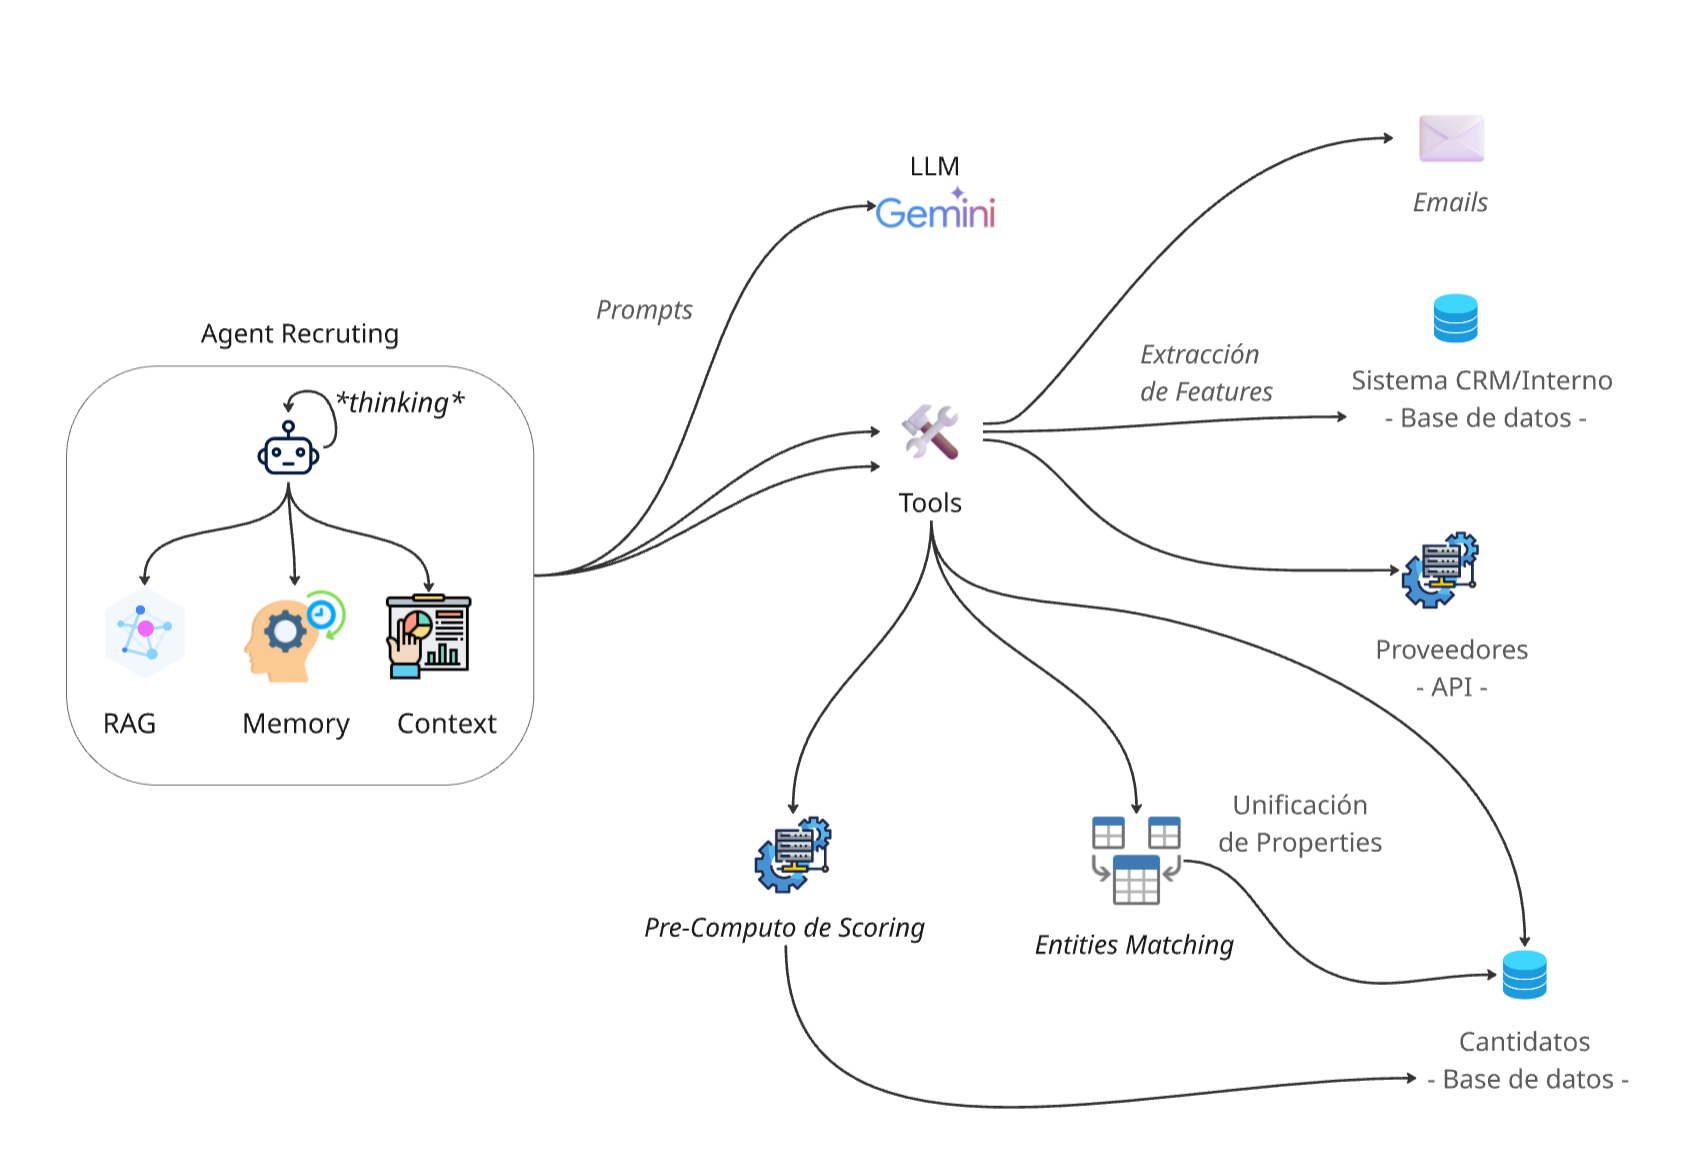 LLM
Gemini
Emails
Prompts
Agent Recruting
*thinking*
Extracción
de Features
Sistema CRM/Interno
- Base de datos -
Tools
Proveedores
- API -
RAG
Memory
Context
Unificación
de Properties
Pre-Computo de Scoring
Entities Matching
Cantidatos
- Base de datos -